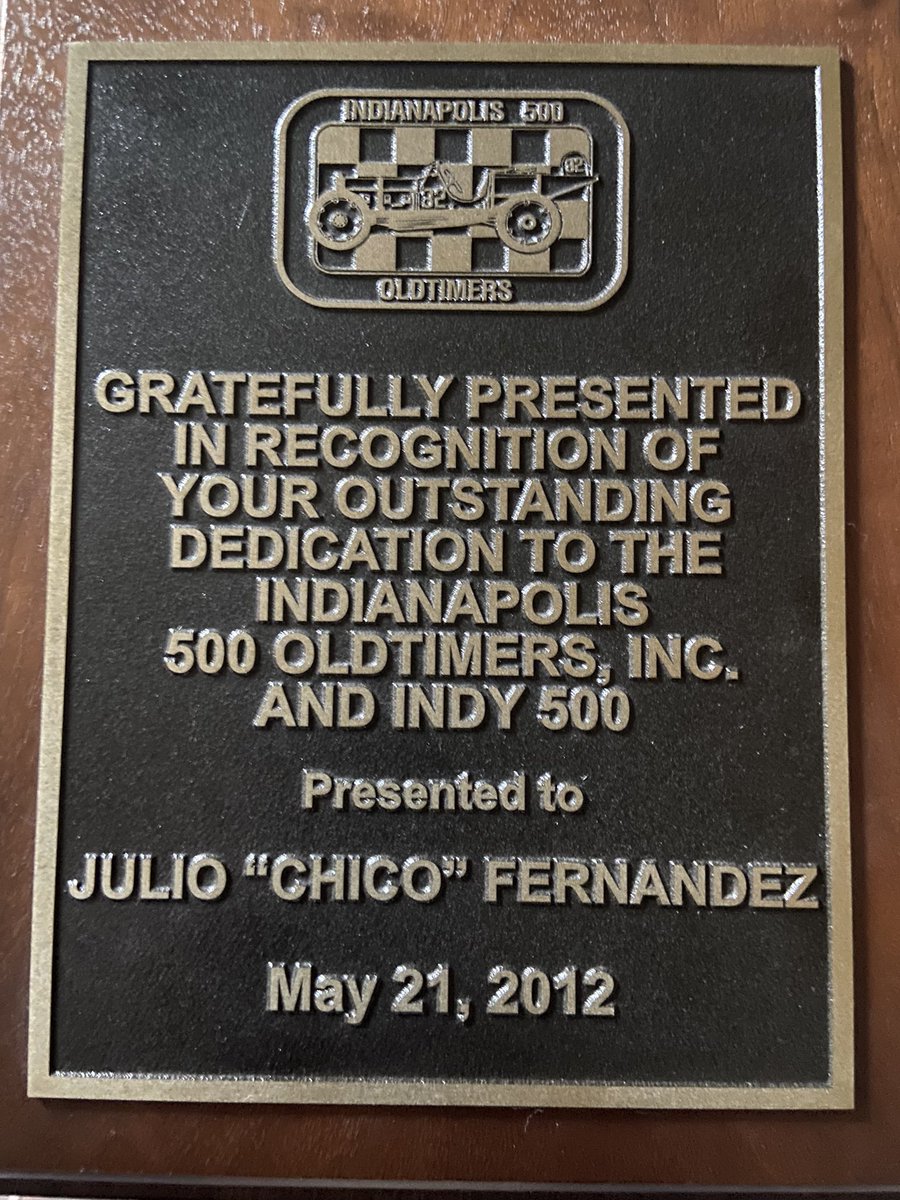 INDIANAPOLIS 500
82
82
OLDTIMERS
GRATEFULLY PRESENTED
IN RECOGNITION OF
YOUR OUTSTANDING
DEDICATION TO THE
INDIANAPOLIS
500 OLDTIMERS, INC.
AND INDY 500
Presented to
JULIO “CHICO” FERNANDEZ
May 21, 2012